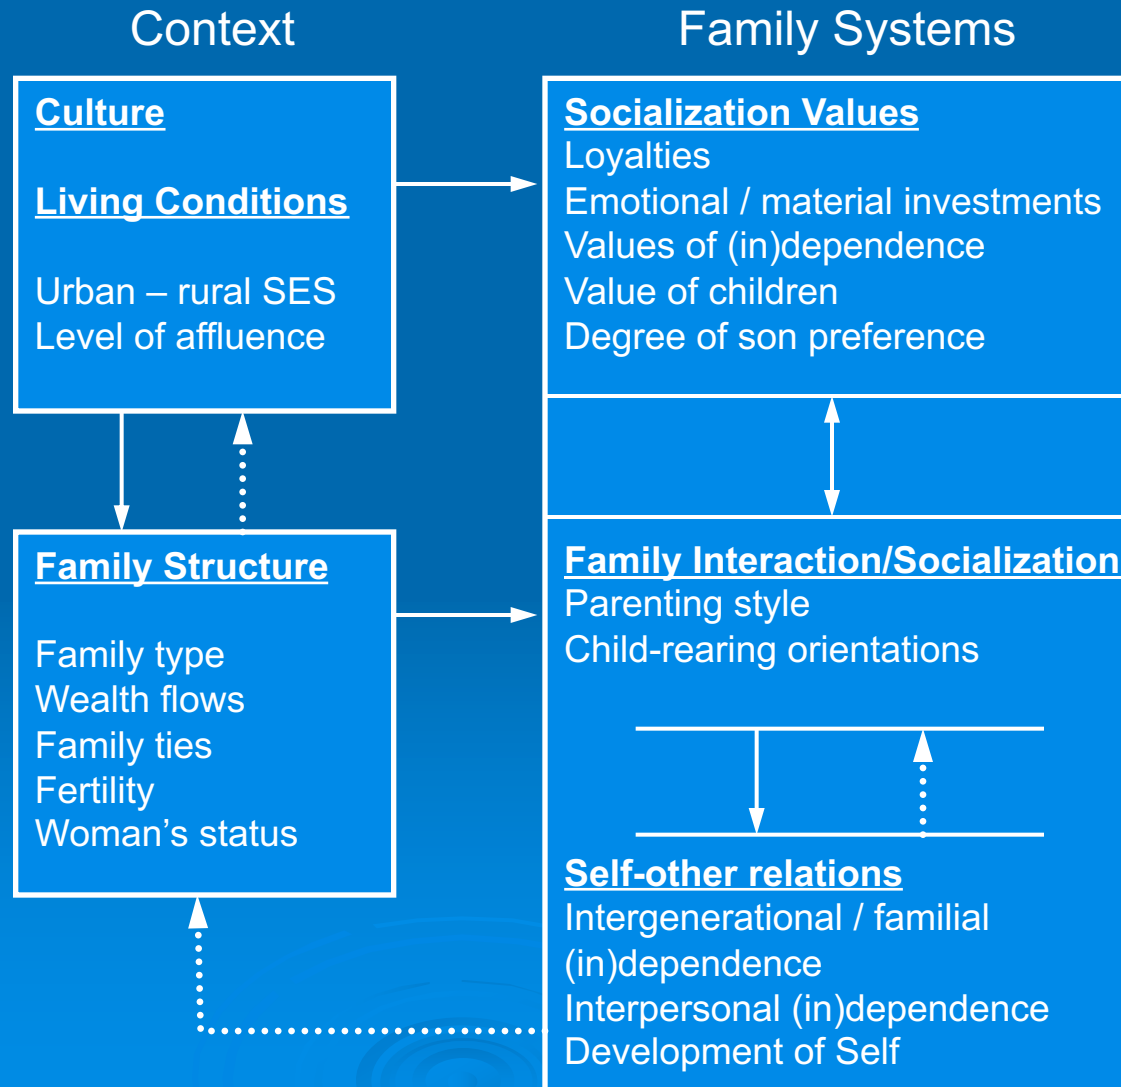 Context
Family Systems
Culture
Living Conditions
Urban – rural SES
Level of affluence
Socialization Values
Loyalties
Emotional / material investments
Values of (in)dependence
Value of children
Degree of son preference
Family Structure
Family type
Wealth flows
Family ties
Fertility
Woman’s status
Family Interaction/Socialization
Parenting style
Child-rearing orientations
Self-other relations
Intergenerational / familial
(in)dependence
Interpersonal (in)dependence
Development of Self